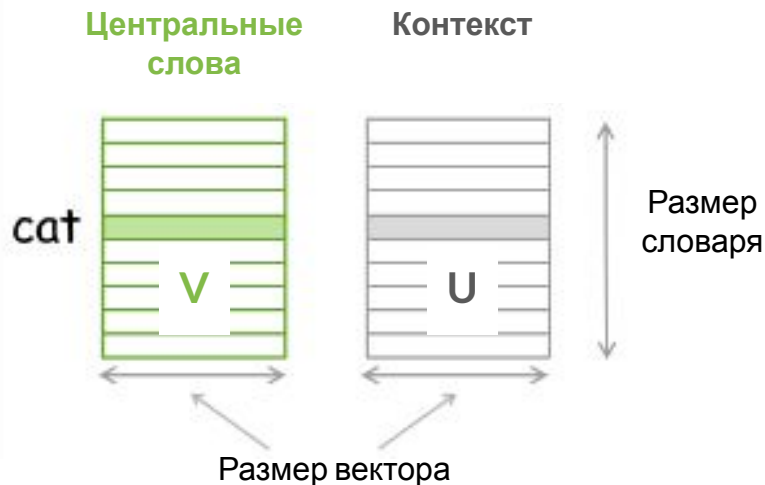 Центральные
слова
Контекст
cat
V
U
Размер
словаря
Размер вектора